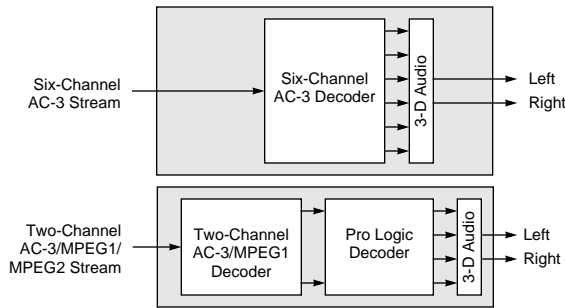 Six-Channel
AC-3 Stream
Six-Channel
AC-3 Decoder
3-D Audio
Left
Right
Two-Channel
AC-3/MPEG1/
MPEG2 Stream
Two-Channel
AC-3/MPEG1
Decoder
Pro Logic
Decoder
3-D Audio
Left
Right